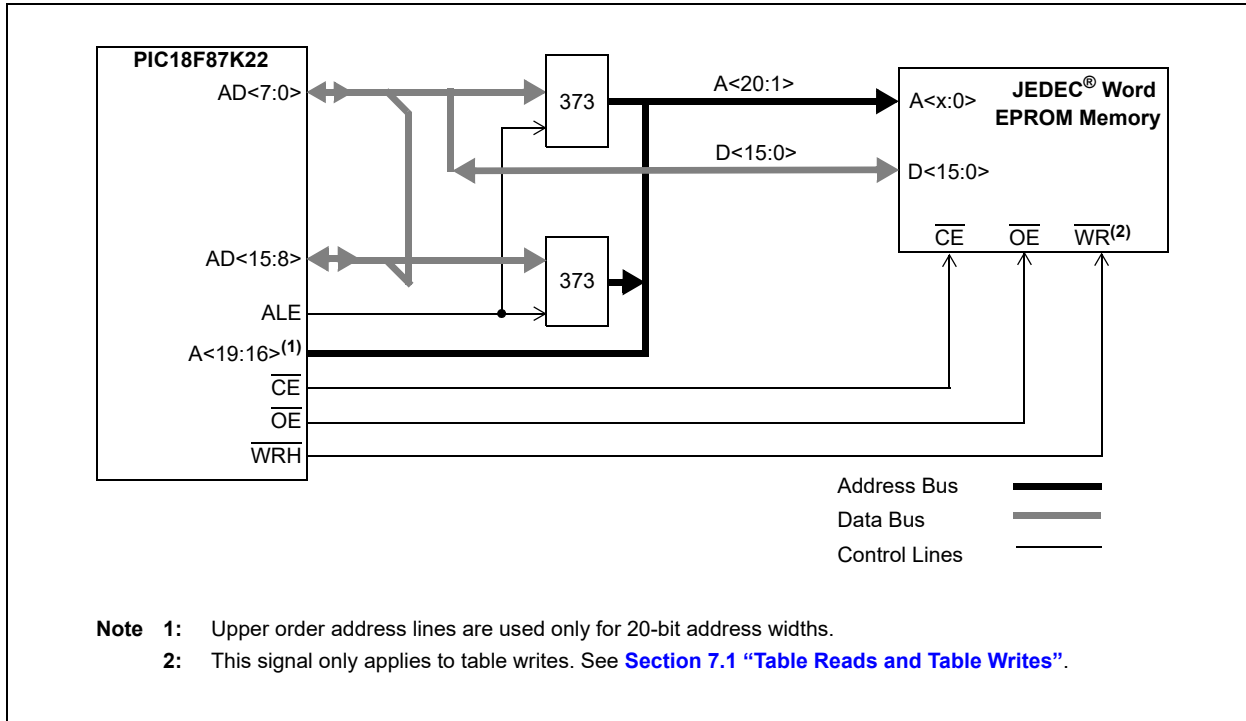 PIC18F87K22
AD<7:0>
373
A<20:1>
A<x:0>
JEDEC® Word
EPROM Memory
D<15:0>
D<15:0>
AD<15:8>
373
CE
OE
WR(2)
ALE
A<19:16>(1)
CE
OE
WRH
Address Bus
Data Bus
Control Lines
Note 1: Upper order address lines are used only for 20-bit address widths.
2: This signal only applies to table writes. See Section 7.1 “Table Reads and Table Writes”.